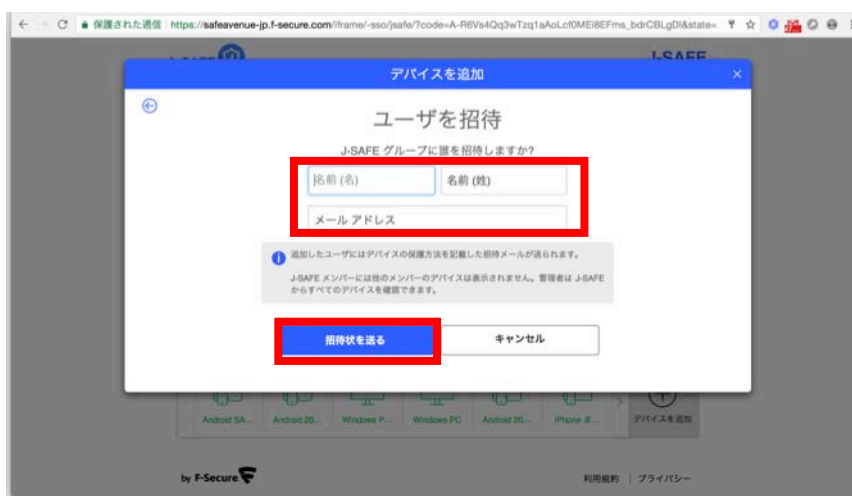 保護された通信 https://safeavenue-jp.f-secure.com/iframe/-sso/jsafe/?code=A-R6Vs4Qq3wTzq1aAoLcf0MEi8EFms_bdrCBLgDI&state=
J-SAFE
デバイスを追加
ユーザを招待
J-SAFE グループに誰を招待しますか?
名前 (名)
名前 (姓)
メール アドレス
追加したユーザにはデバイスの保護方法を記載した招待メールが送られます。
J-SAFE メンバーには他のメンバーのデバイスは表示されません。管理者は J-SAFE
からすべてのデバイスを確認できます。
招待状を送る
キャンセル
Android SA...
Android 20...
Windows P...
Windows PC
Android 20...
iPhone 8...
デバイスを追加
by F-Secure
利用規約 | プライバシー